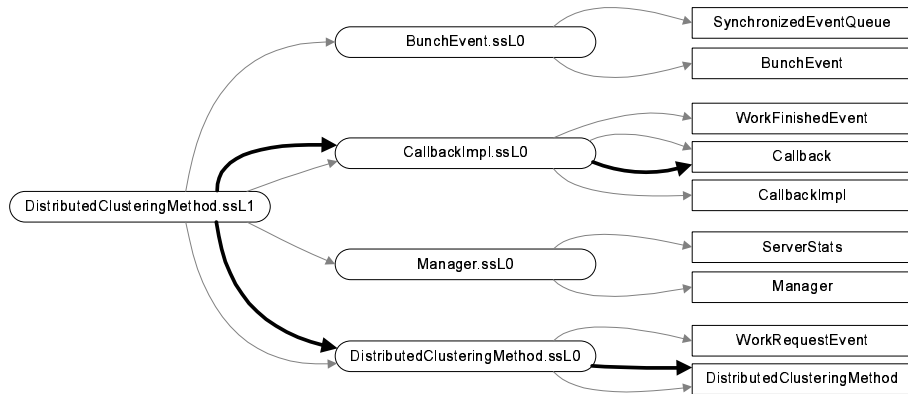 SynchronizedEventQueue
BunchEvent.ssL0
BunchEvent
WorkFinishedEvent
CallbackImpl.ssL0
Callback
CallbackImpl
DistributedClusteringMethod.ssL1
ServerStats
Manager.ssL0
Manager
WorkRequestEvent
DistributedClusteringMethod.ssL0
DistributedClusteringMethod